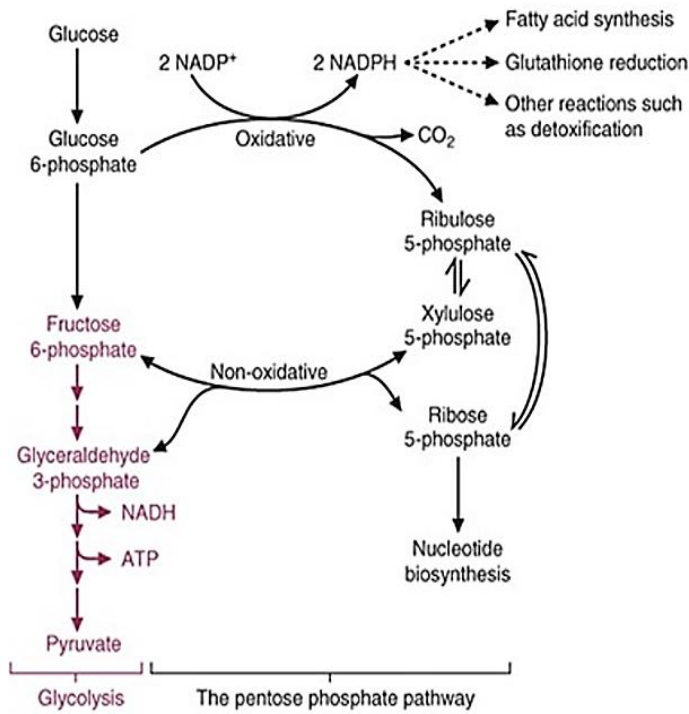 Glucose
2 NADP⁺
2 NADPH
Fatty acid synthesis
Glutathione reduction
Other reactions such
as detoxification
Glucose
6-phosphate
Oxidative
CO₂
Ribulose
5-phosphate
Xylulose
5-phosphate
Fructose
6-phosphate
Non-oxidative
Ribose
5-phosphate
Glyceraldehyde
3-phosphate
NADH
ATP
Nucleotide
biosynthesis
Pyruvate
Glycolysis
The pentose phosphate pathway